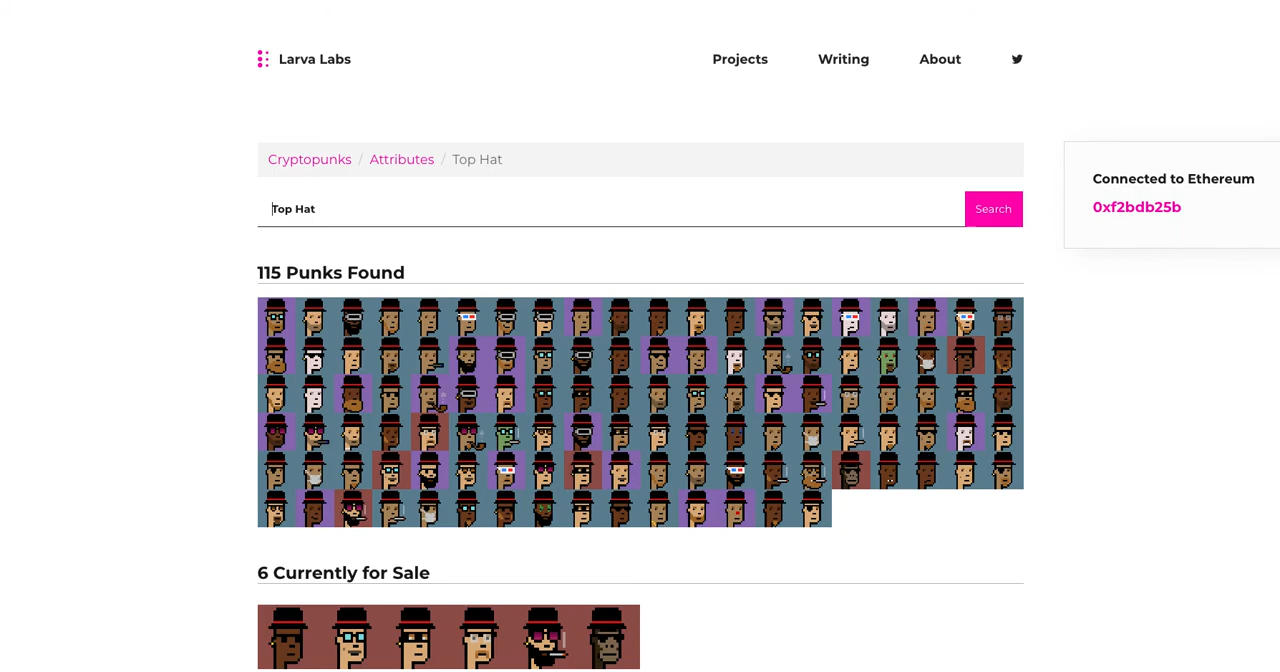 Larva Labs
Projects
Writing
About
Cryptopunks / Attributes / Top Hat
Top Hat
Search
Connected to Ethereum
0xf2bdb25b
115 Punks Found
6 Currently for Sale